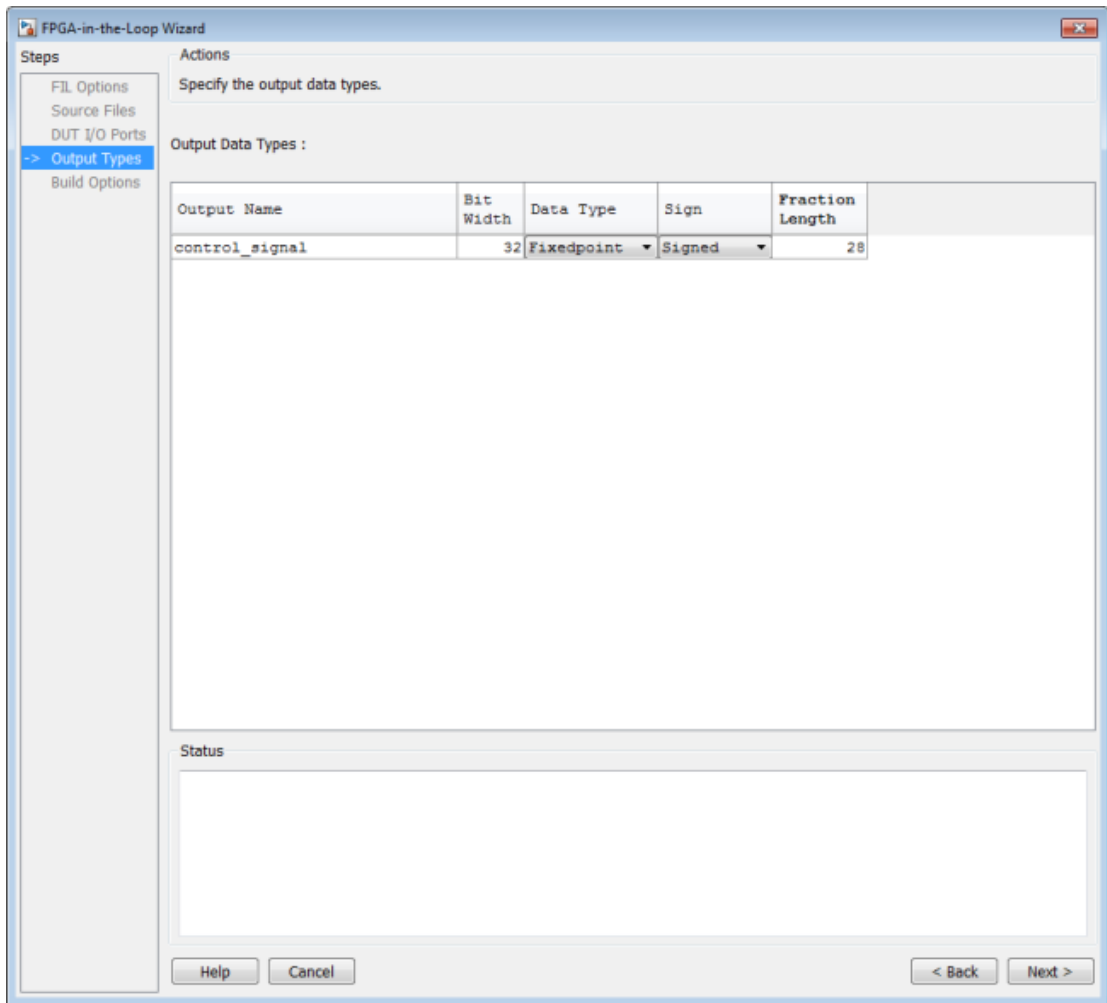 FPGA-in-the-Loop Wizard
Steps
FIL Options
Source Files
DUT I/O Ports
-> Output Types
Build Options
Actions
Specify the output data types.
Output Data Types :
Output Name Bit Width Data Type Sign Fraction Length
control_signal 32 Fixedpoint Signed 28
Status
Help Cancel < Back Next >